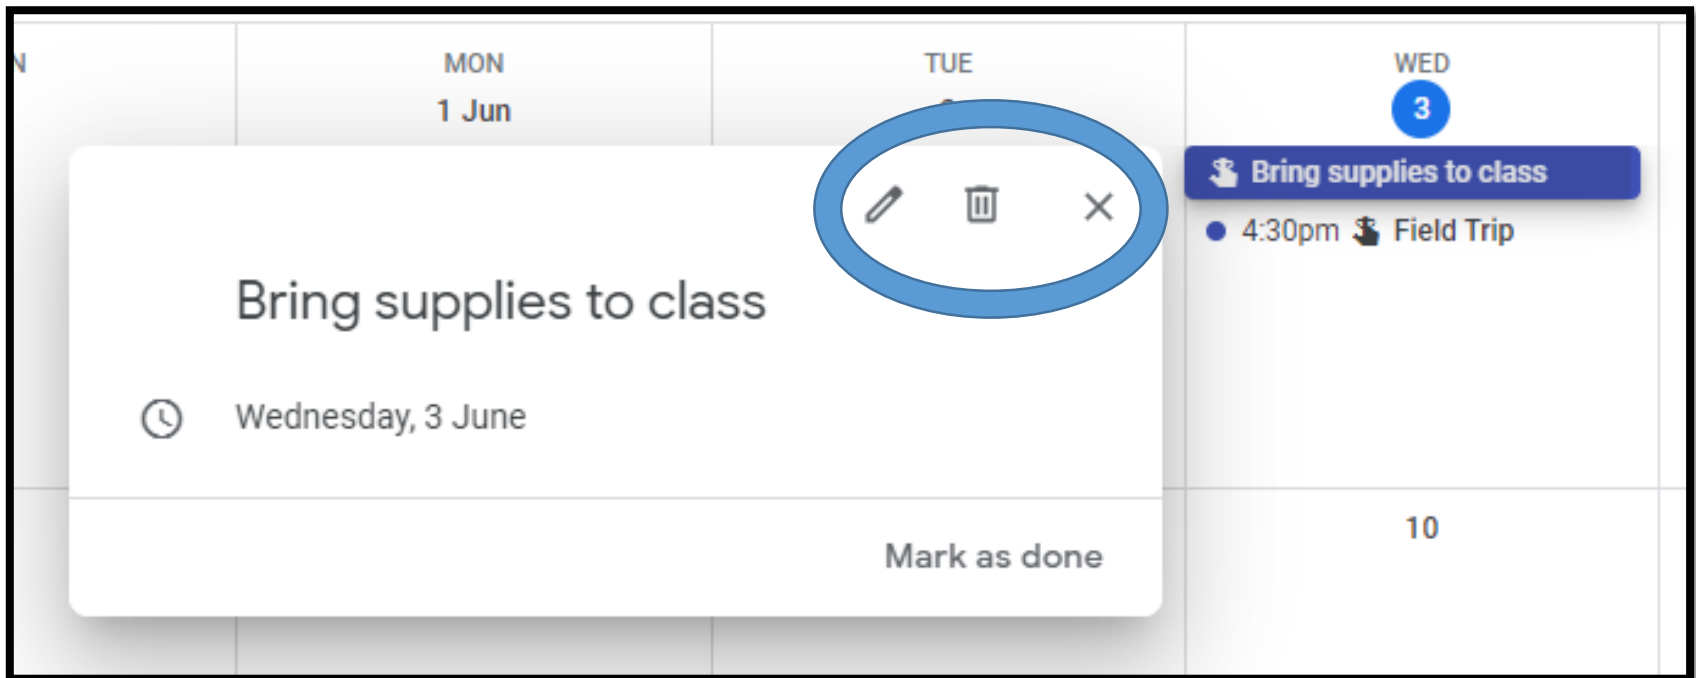 N
MON
TUE
WED
1 Jun
3
Bring supplies to class
4:30pm Field Trip
Bring supplies to class
Wednesday, 3 June
10
Mark as done